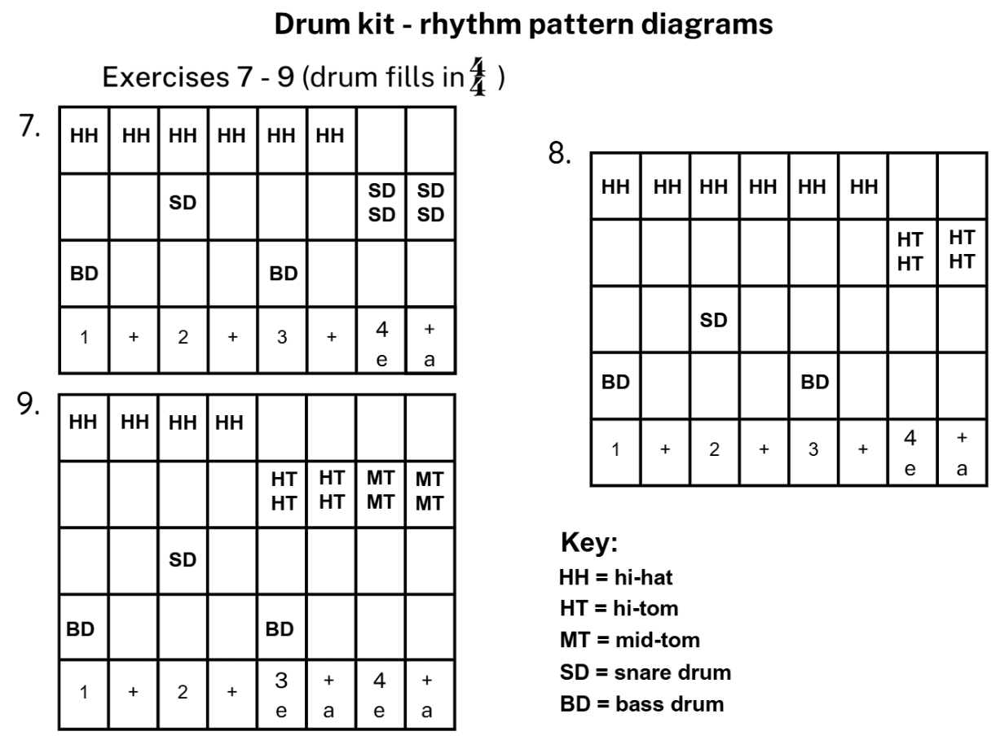 Drum kit - rhythm pattern diagrams
Exercises 7 - 9 (drum fills in 4/4 )
7.
HH HH HH HH HH HH
SD SD SD
SD SD
BD BD
1 + 2 + 3 + 4 +
e a
8.
HH HH HH HH HH HH
HT HT
HT HT
SD
BD BD
1 + 2 + 3 + 4 +
e a
9.
HH HH HH HH
HT HT MT MT
HT HT MT MT
SD
BD BD
1 + 2 + 3 + 4 +
e a e a
Key:
HH = hi-hat
HT = hi-tom
MT = mid-tom
SD = snare drum
BD = bass drum